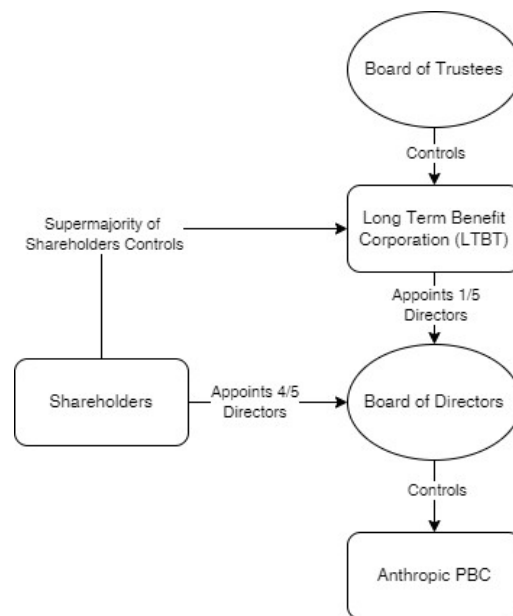 Board of Trustees
Controls
Supermajority of
Shareholders Controls
Long Term Benefit
Corporation (LTBT)
Appoints 1/5
Directors
Shareholders
Appoints 4/5
Directors
Board of Directors
Controls
Anthropic PBC